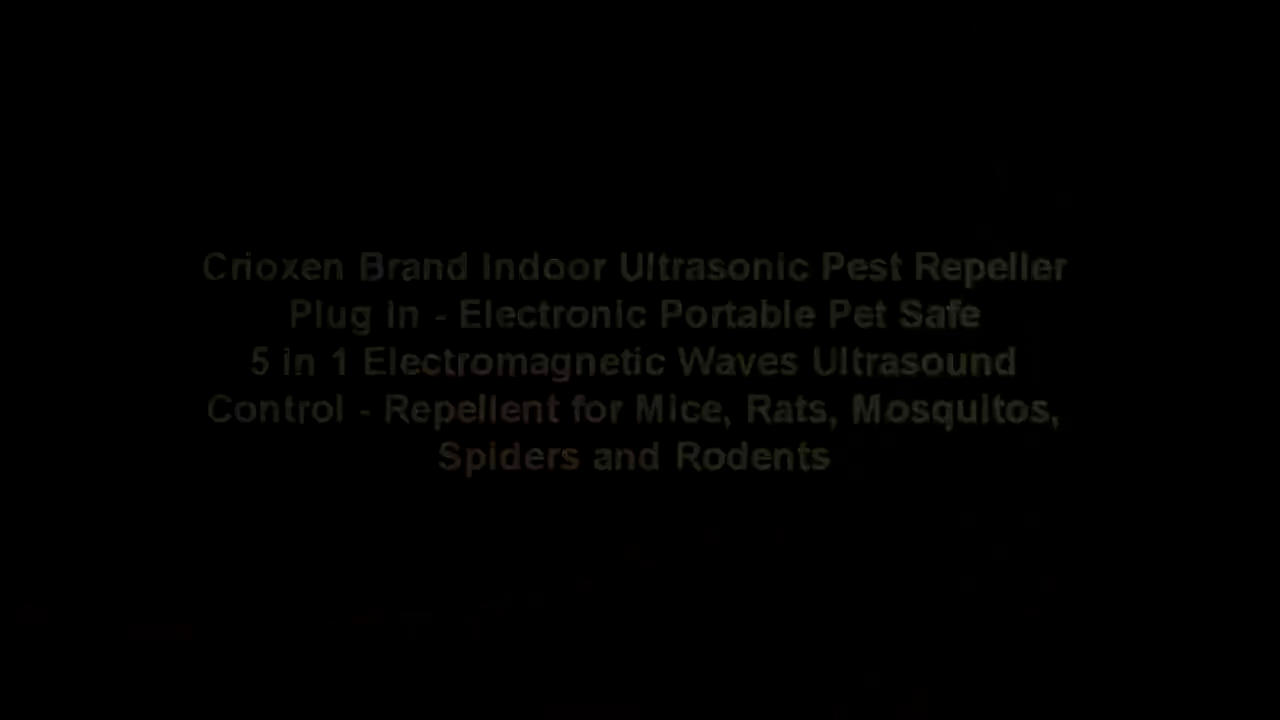 Crioxen Brand Indoor Ultrasonic Pest Repeller
Plug in - Electronic Portable Pet Safe
5 in 1 Electromagnetic Waves Ultrasound
Control - Repellent for Mice, Rats, Mosquitos,
Spiders and Rodents